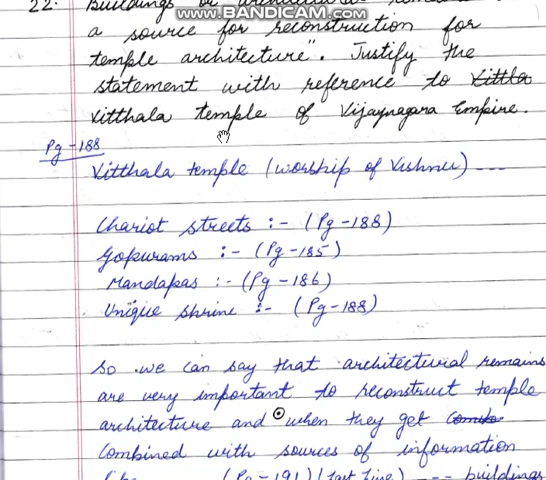 22. Buildings or
WWW.BANDICAM.COM
a source for reconstruction for
temple architecture". Justify the
statement with reference to Vittla
Vitthala temple of Vijaynagara Empire.
Pg-188
Vitthala temple (worship of Vishnu) ----
Chariot streets :- (Pg-188)
Gopurams :- (Pg-185)
Mandapas :- (Pg-186)
Unique shrine :- (Pg-188)
So we can say that architectural remains
are very important to reconstruct temple
architecture and when they get
combined with sources of information
(Pg-191) (last line) --- buildings